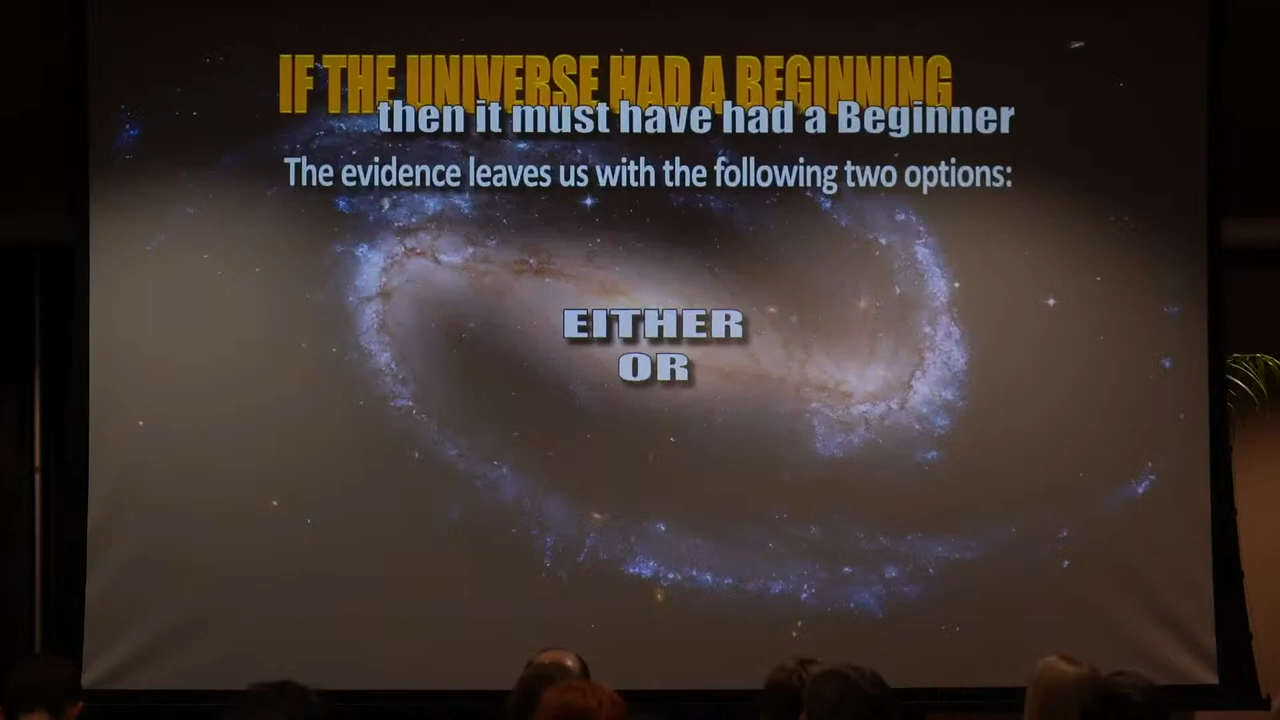 IF THE UNIVERSE HAD A BEGINNING
then it must have had a Beginner
The evidence leaves us with the following two options:
EITHER
OR